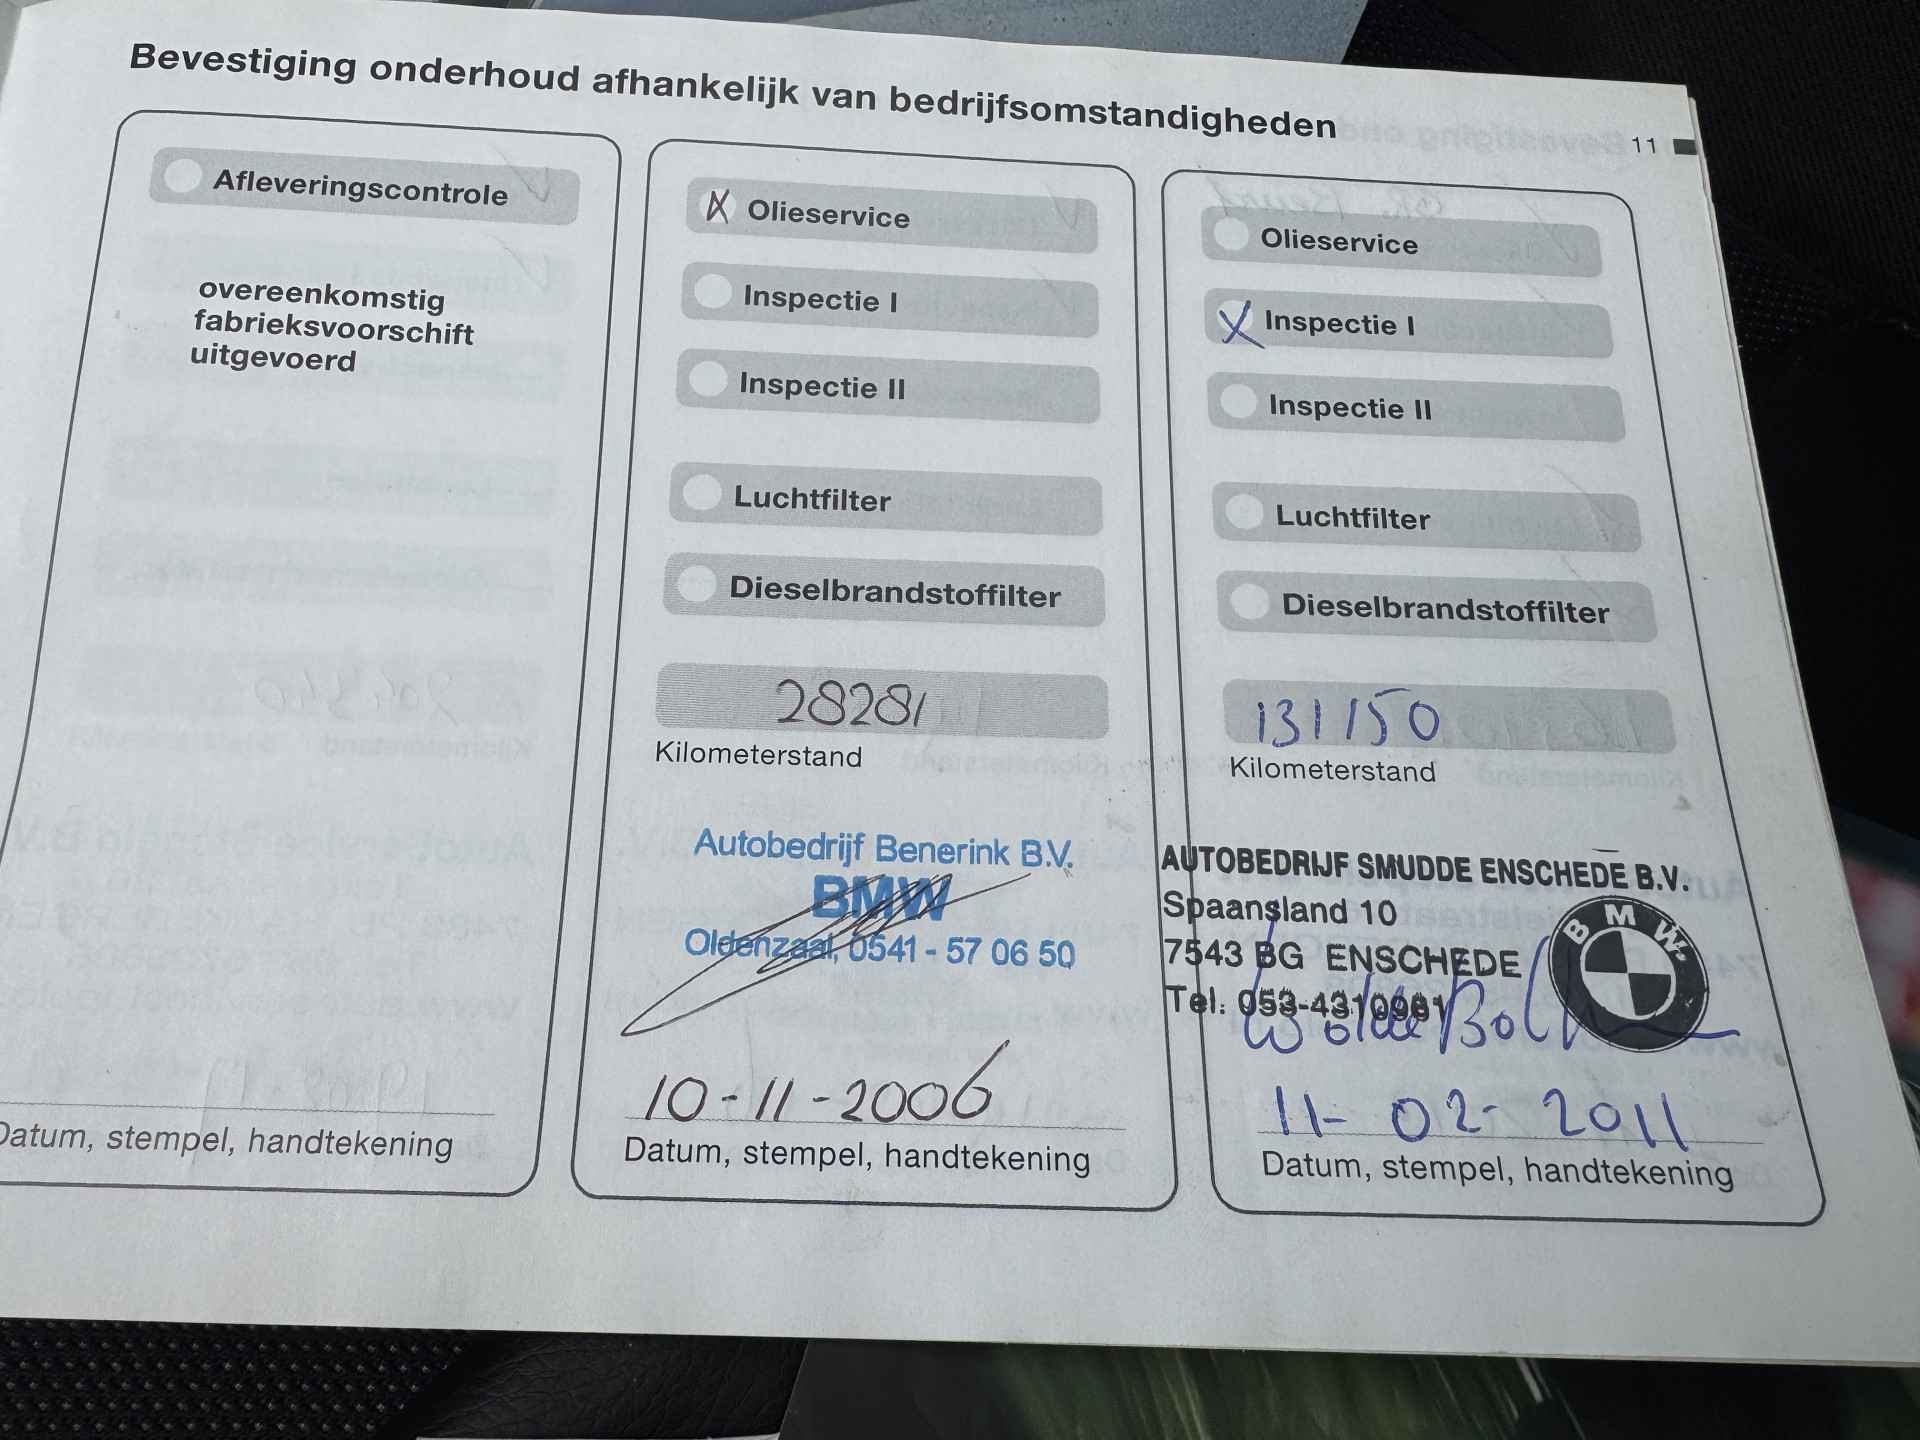 Bevestiging onderhoud afhankelijk van bedrijfsomstandigheden
11
Afleveringscontrole
overeenkomstig
fabrieksvoorschift
uitgevoerd
Datum, stempel, handtekening
X Olieservice
Inspectie I
Inspectie II
Luchtfilter
Dieselbrandstoffilter
28281
Kilometerstand
Autobedrijf Benerink B.V.
BMW
Oldenzaal, 0541 - 57 06 50
10-11-2006
Datum, stempel, handtekening
Olieservice
X Inspectie I
Inspectie II
Luchtfilter
Dieselbrandstoffilter
131150
Kilometerstand
AUTOBEDRIJF SMUDDE ENSCHEDE B.V.
Spaansland 10
7543 BG ENSCHEDE
BMW
Tel. 053-4310961
11-02-2011
Datum, stempel, handtekening